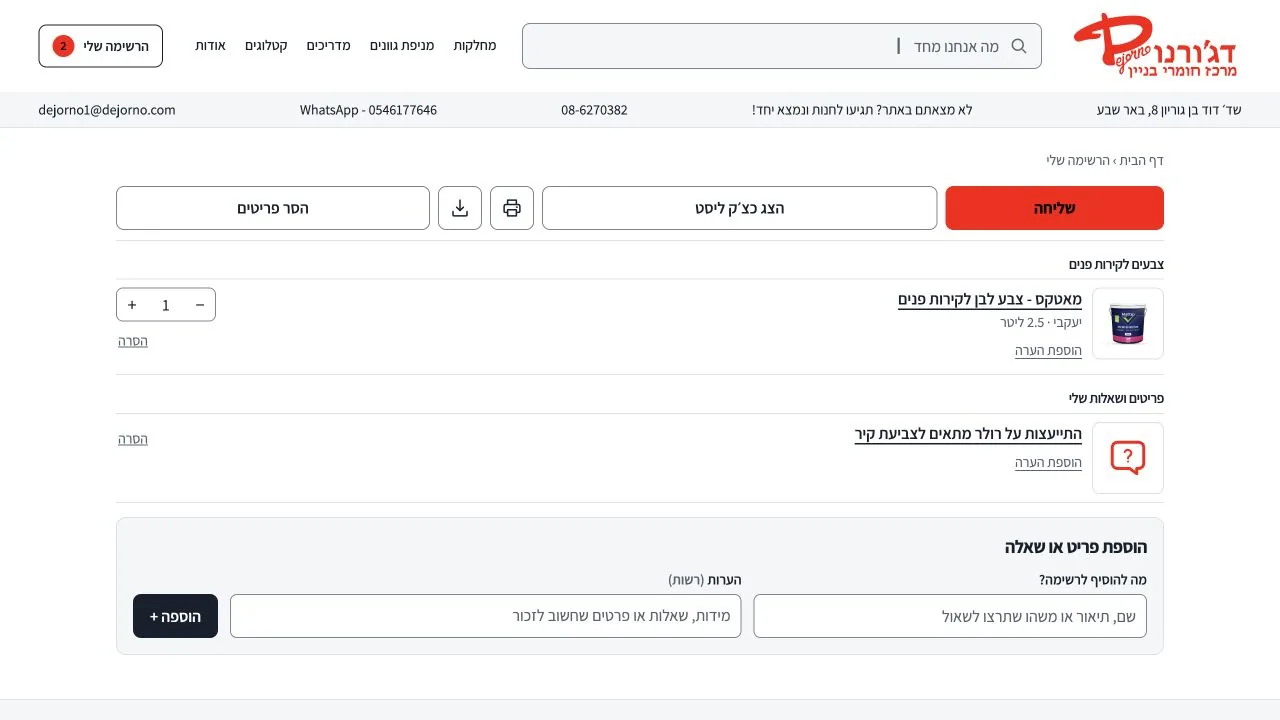 דג׳ורנו
Dejorno
מרכז חומרי בניין
מה אנחנו מחד
מחלקות
מניפת גוונים
מדריכים
קטלוגים
אודות
הרשימה שלי 2
שד׳ דוד בן גוריון 8, באר שבע
לא מצאתם באתר? תגיעו לחנות ונמצא יחד!
08-6270382
WhatsApp - 0546177646
dejorno1@dejorno.com
דף הבית › הרשימה שלי
שליחה
הצג כצ׳ק ליסט
הסר פריטים
צבעים לקירות פנים
מאטקס - צבע לבן לקירות פנים
יעקבי · 2.5 ליטר
הוספת הערה
− 1 +
הסרה
פריטים ושאלות שלי
התייעצות על רולר מתאים לצביעת קיר
הוספת הערה
הסרה
הוספת פריט או שאלה
מה להוסיף לרשימה?
שם, תיאור או משהו שתרצו לשאול
הערות (רשות)
מידות, שאלות או פרטים שחשוב לזכור
הוספה +